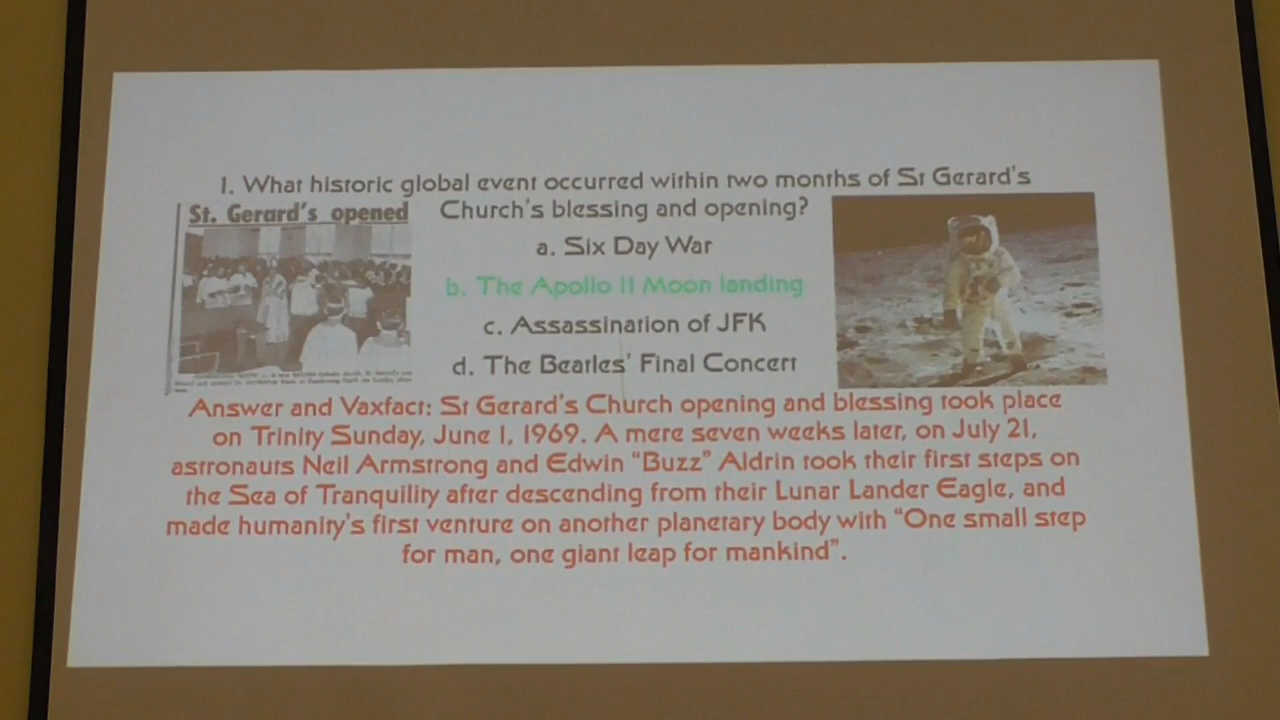 1. What historic global event occurred within two months of St Gerard's
St. Gerard's opened
Church's blessing and opening?
a. Six Day War
b. The Apollo 11 Moon landing
c. Assassination of JFK
d. The Beatles' Final Concert
Answer and Vaxfact: St Gerard's Church opening and blessing took place
on Trinity Sunday, June 1, 1969. A mere seven weeks later, on July 21,
astronauts Neil Armstrong and Edwin “Buzz” Aldrin took their first steps on
the Sea of Tranquility after descending from their Lunar Lander Eagle, and
made humanity's first venture on another planetary body with “One small step
for man, one giant leap for mankind”.